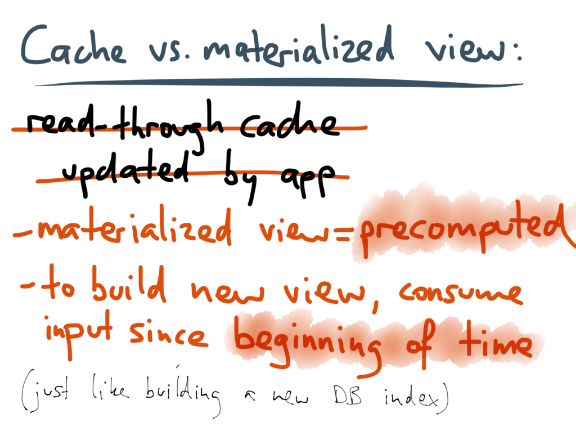 Cache vs. materialized view:
read-through cache
updated by app
- materialized view = precomputed
- to build new view, consume
input since beginning of time
(just like building a new DB index)